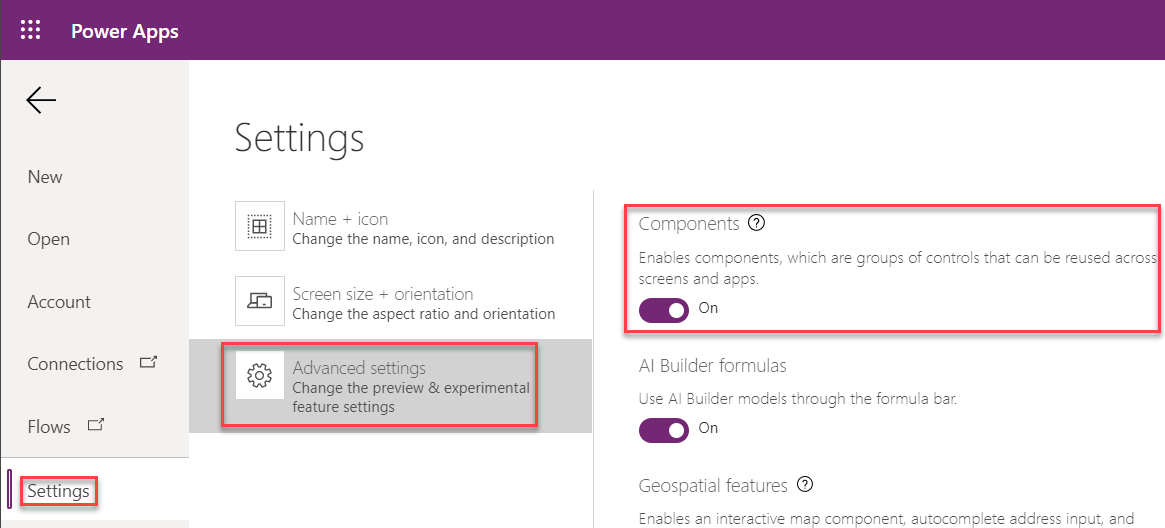 Power Apps
New
Open
Account
Connections
Flows
Settings
Settings
Name + icon
Change the name, icon, and description
Screen size + orientation
Change the aspect ratio and orientation
Advanced settings
Change the preview & experimental
feature settings
Components ?
Enables components, which are groups of controls that can be reused across
screens and apps.
On
AI Builder formulas
Use AI Builder models through the formula bar.
On
Geospatial features ?
Enables an interactive map component, autocomplete address input, and